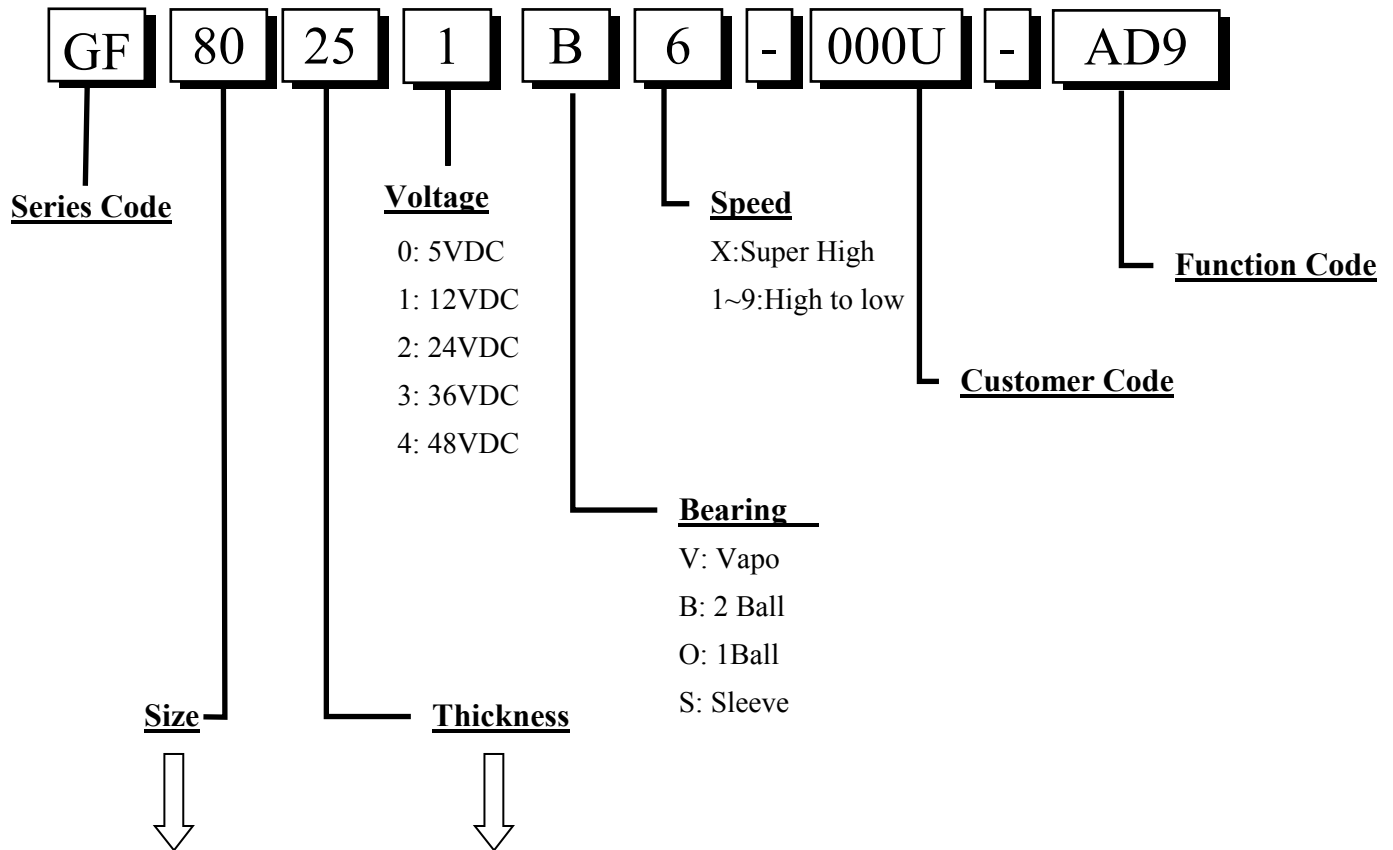 GF 80 25 1 B 6 - 000U - AD9
Series Code
Voltage
0: 5VDC
1: 12VDC
2: 24VDC
3: 36VDC
4: 48VDC
Speed
X:Super High
1~9:High to low
Function Code
Customer Code
Bearing
V: Vapo
B: 2 Ball
O: 1Ball
S: Sleeve
Size
Thickness